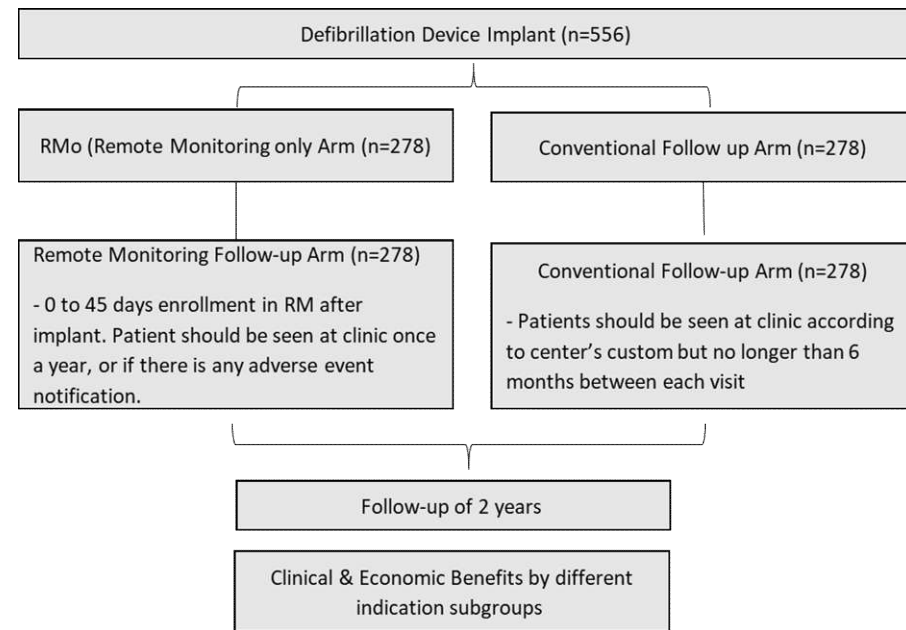 Defibrillation Device Implant (n=556)
RMo (Remote Monitoring only Arm (n=278)
Conventional Follow up Arm (n=278)
Remote Monitoring Follow-up Arm (n=278)
- 0 to 45 days enrollment in RM after
implant. Patient should be seen at clinic once
a year, or if there is any adverse event
notification.
Conventional Follow-up Arm (n=278)
- Patients should be seen at clinic according
to center’s custom but no longer than 6
months between each visit
Follow-up of 2 years
Clinical & Economic Benefits by different
indication subgroups